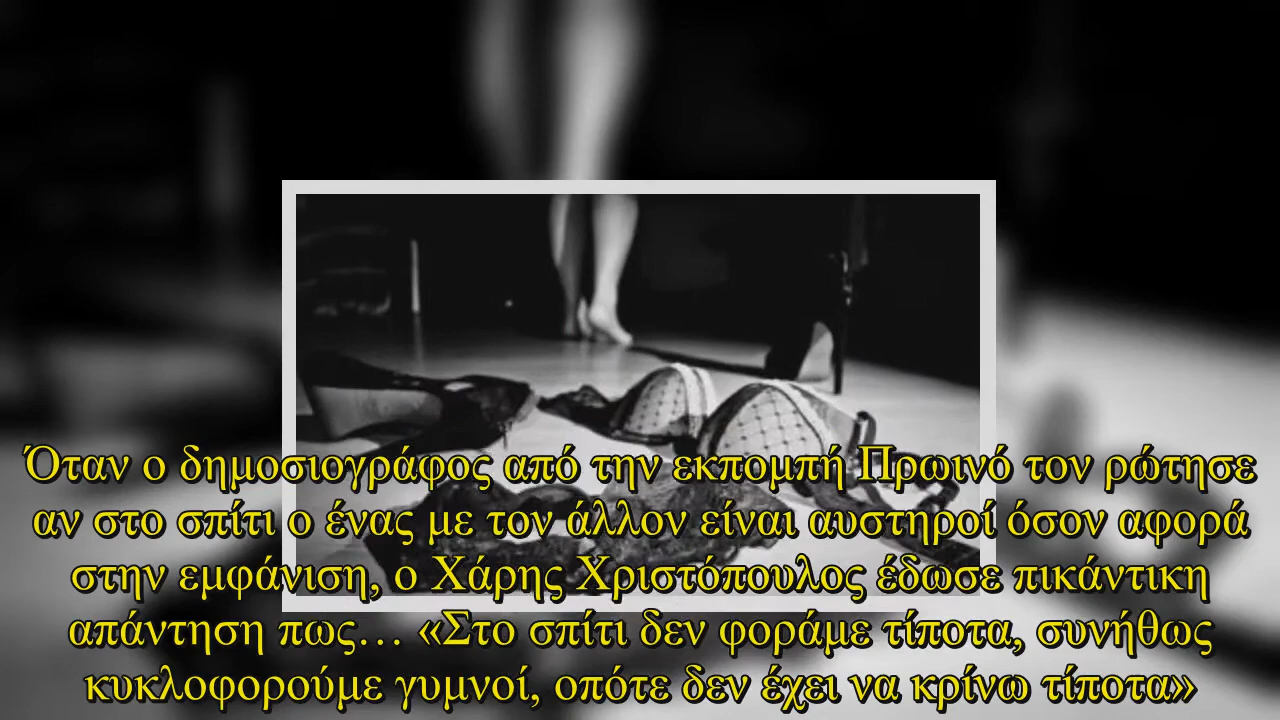 Όταν ο δημοσιογράφος από την εκπομπή Πρωινό τον ρώτησε
αν στο σπίτι ο ένας με τον άλλον είναι αυστηροί όσον αφορά
στην εμφάνιση, ο Χάρης Χριστόπουλος έδωσε πικάντικη
απάντηση πως… «Στο σπίτι δεν φοράμε τίποτα, συνήθως
κυκλοφορούμε γυμνοί, οπότε δεν έχει να κρίνω τίποτα»